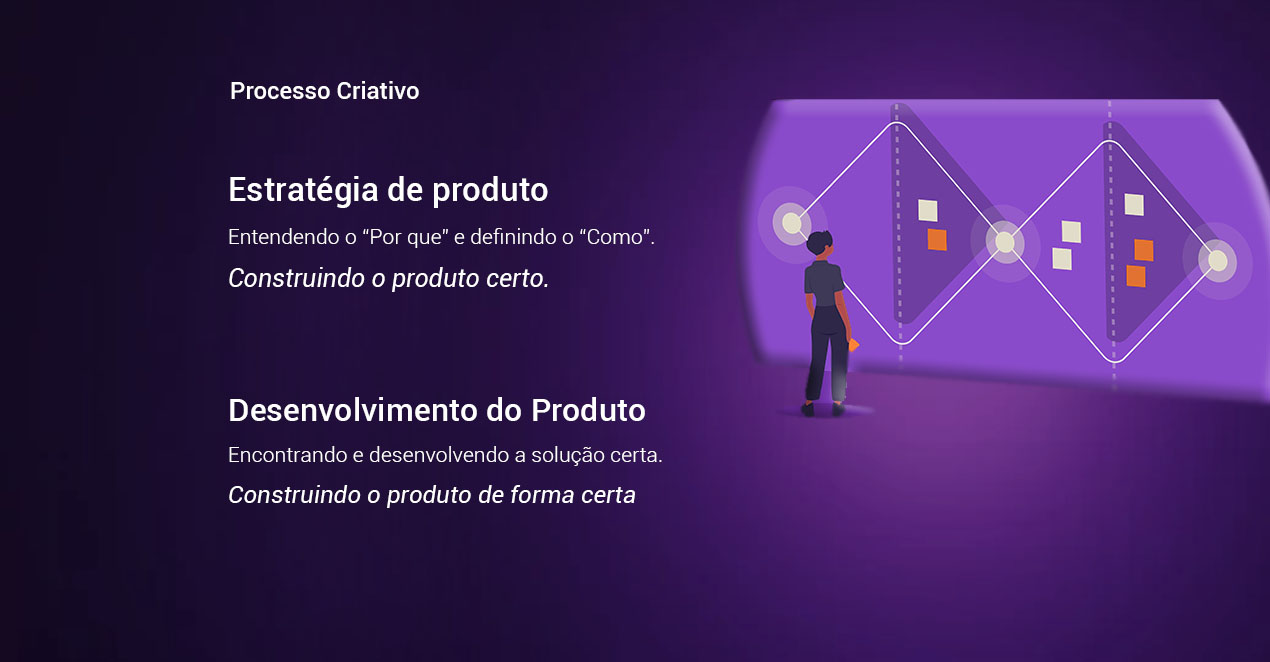 Processo Criativo
Estratégia de produto
Entendendo o “Por que” e definindo o “Como”.
Construindo o produto certo.
Desenvolvimento do Produto
Encontrando e desenvolvendo a solução certa.
Construindo o produto de forma certa